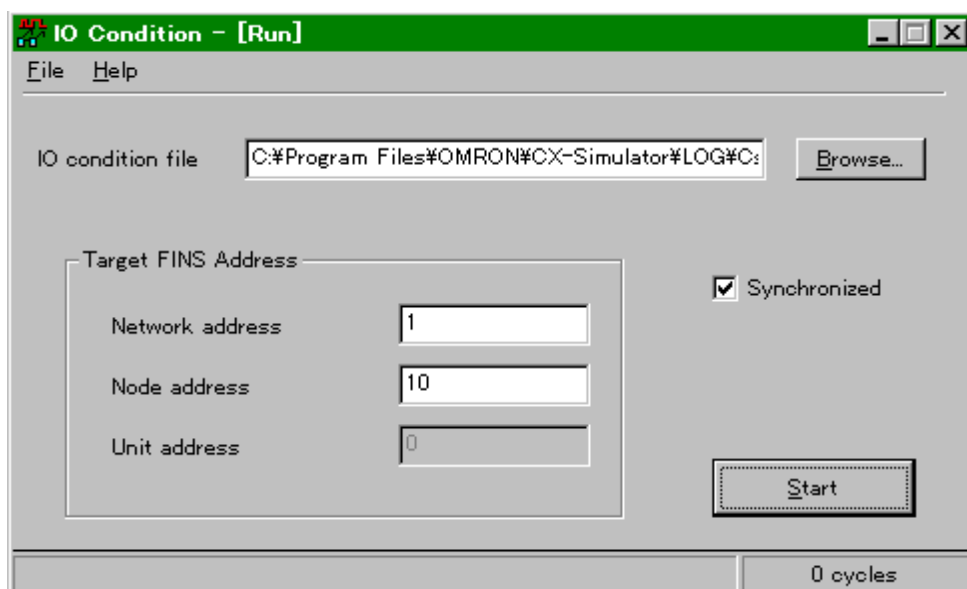 IO Condition - [Run]
File Help
IO condition file C:¥Program Files¥OMRON¥CX-Simulator¥LOG¥Cs Browse...
Target FINS Address
Synchronized
Network address 1
Node address 10
Unit address 0
Start
0 cycles